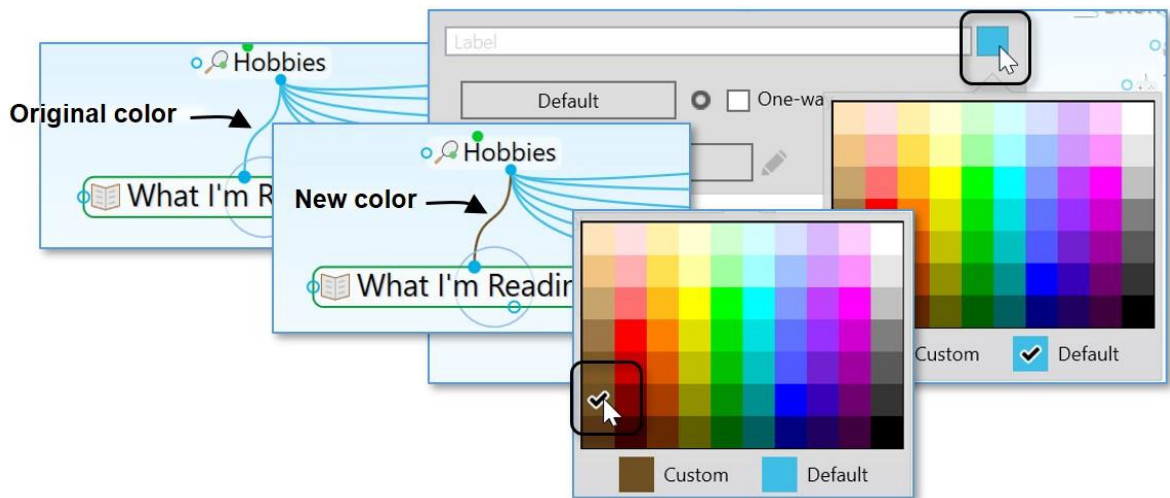 Hobbies
Original color
What I'm R
Hobbies
New color
What I'm Readin
Label
Default
One-wa
Custom
Default
Custom
Default